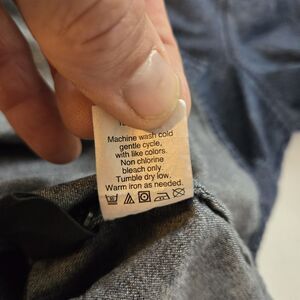 Machine wash cold
gentle cycle,
with like colors.
Non chlorine
bleach only
Tumble dry low.
Warm iron as needed.